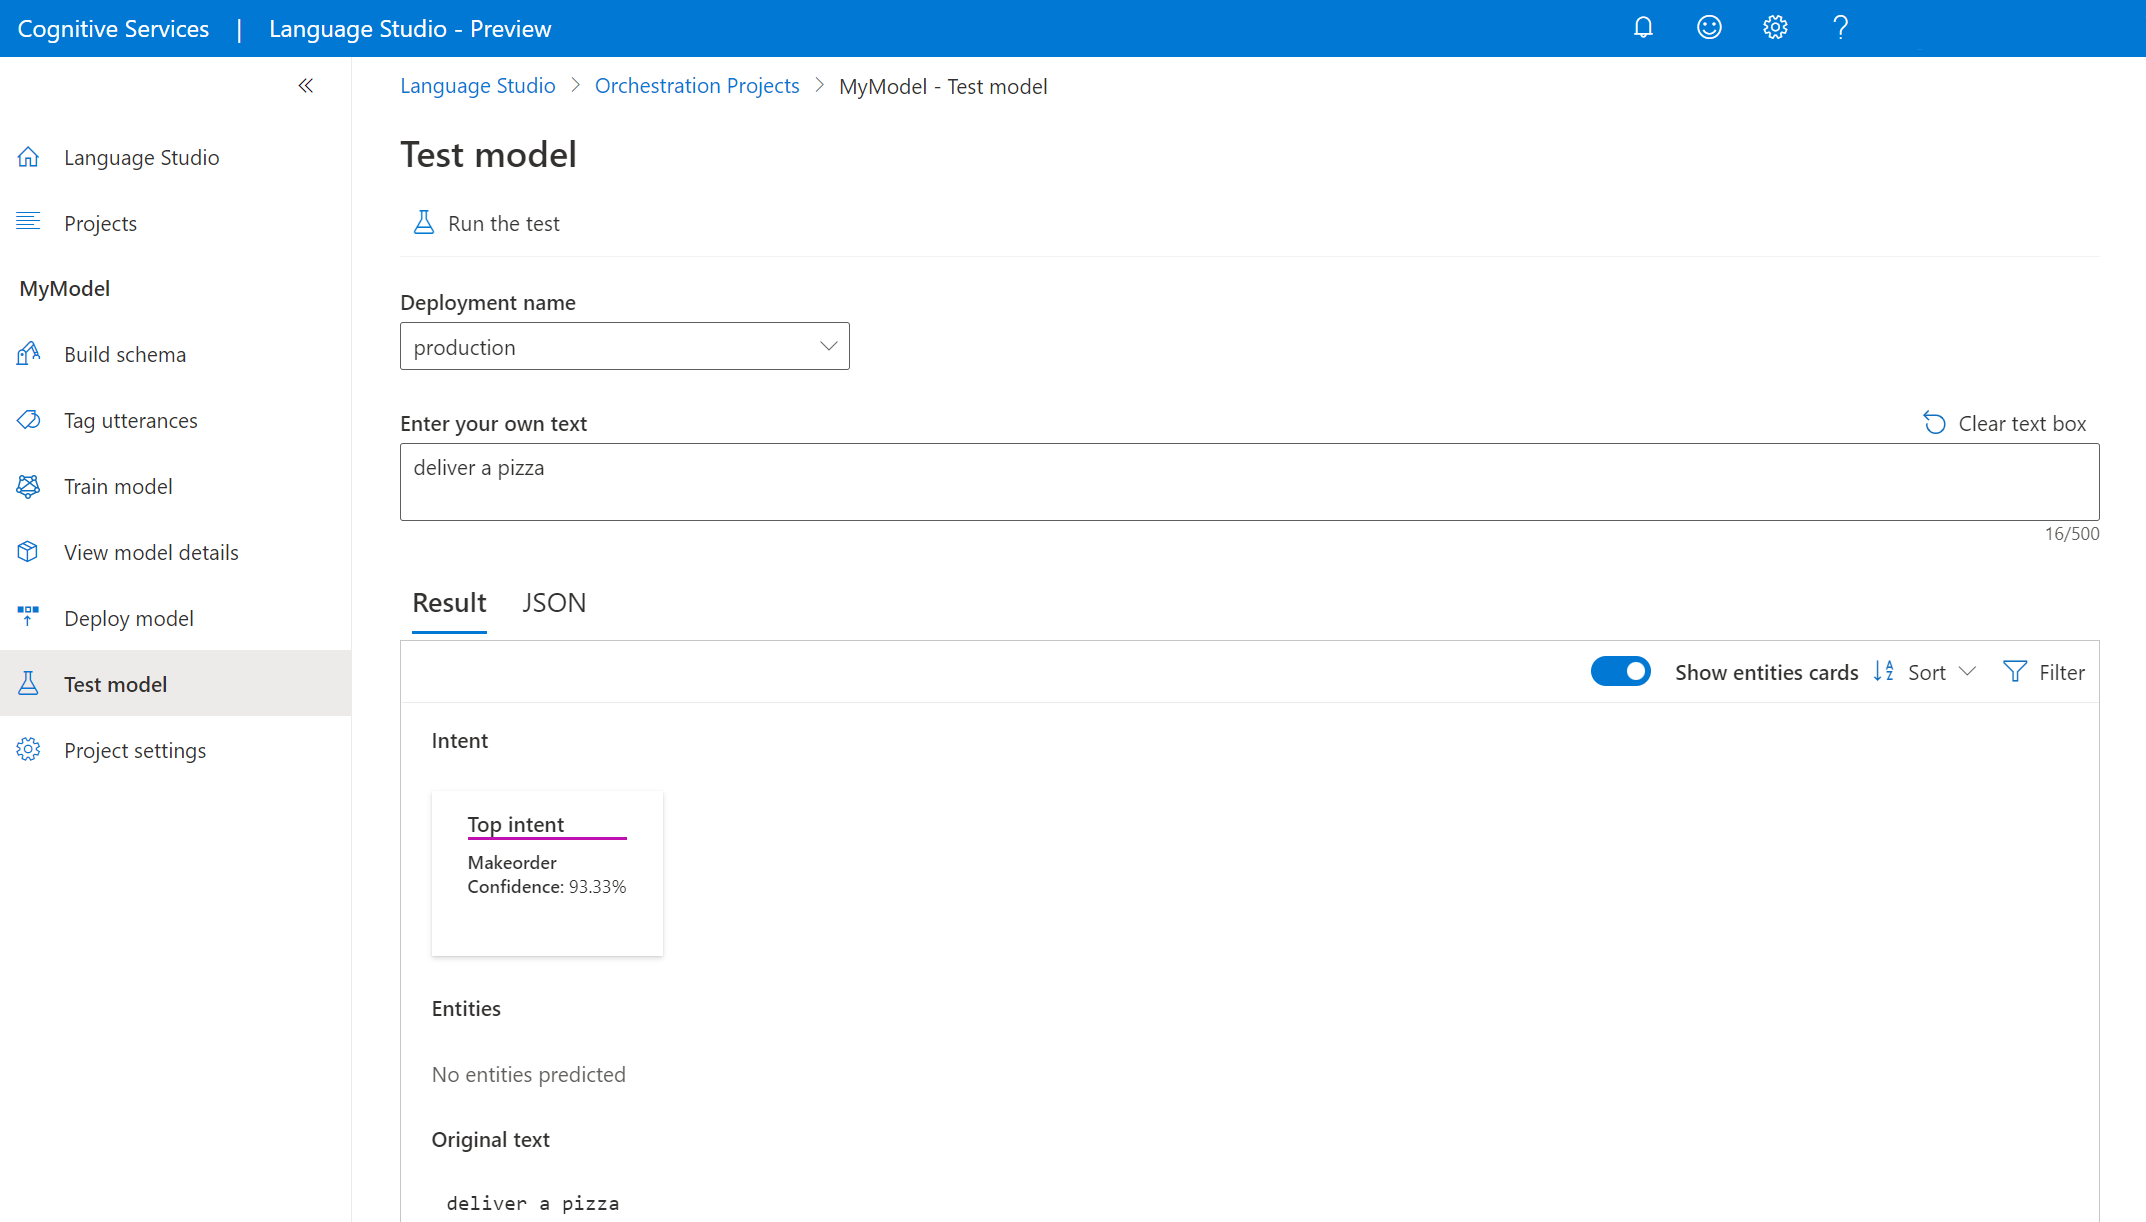 Cognitive Services | Language Studio - Preview
Language Studio > Orchestration Projects > MyModel - Test model
Language Studio
Projects
MyModel
Build schema
Tag utterances
Train model
View model details
Deploy model
Test model
Project settings
Test model
Run the test
Deployment name
production
Enter your own text
Clear text box
deliver a pizza
16/500
Result JSON
Show entities cards Sort Filter
Intent
Top intent
Makeorder
Confidence: 93.33%
Entities
No entities predicted
Original text
deliver a pizza